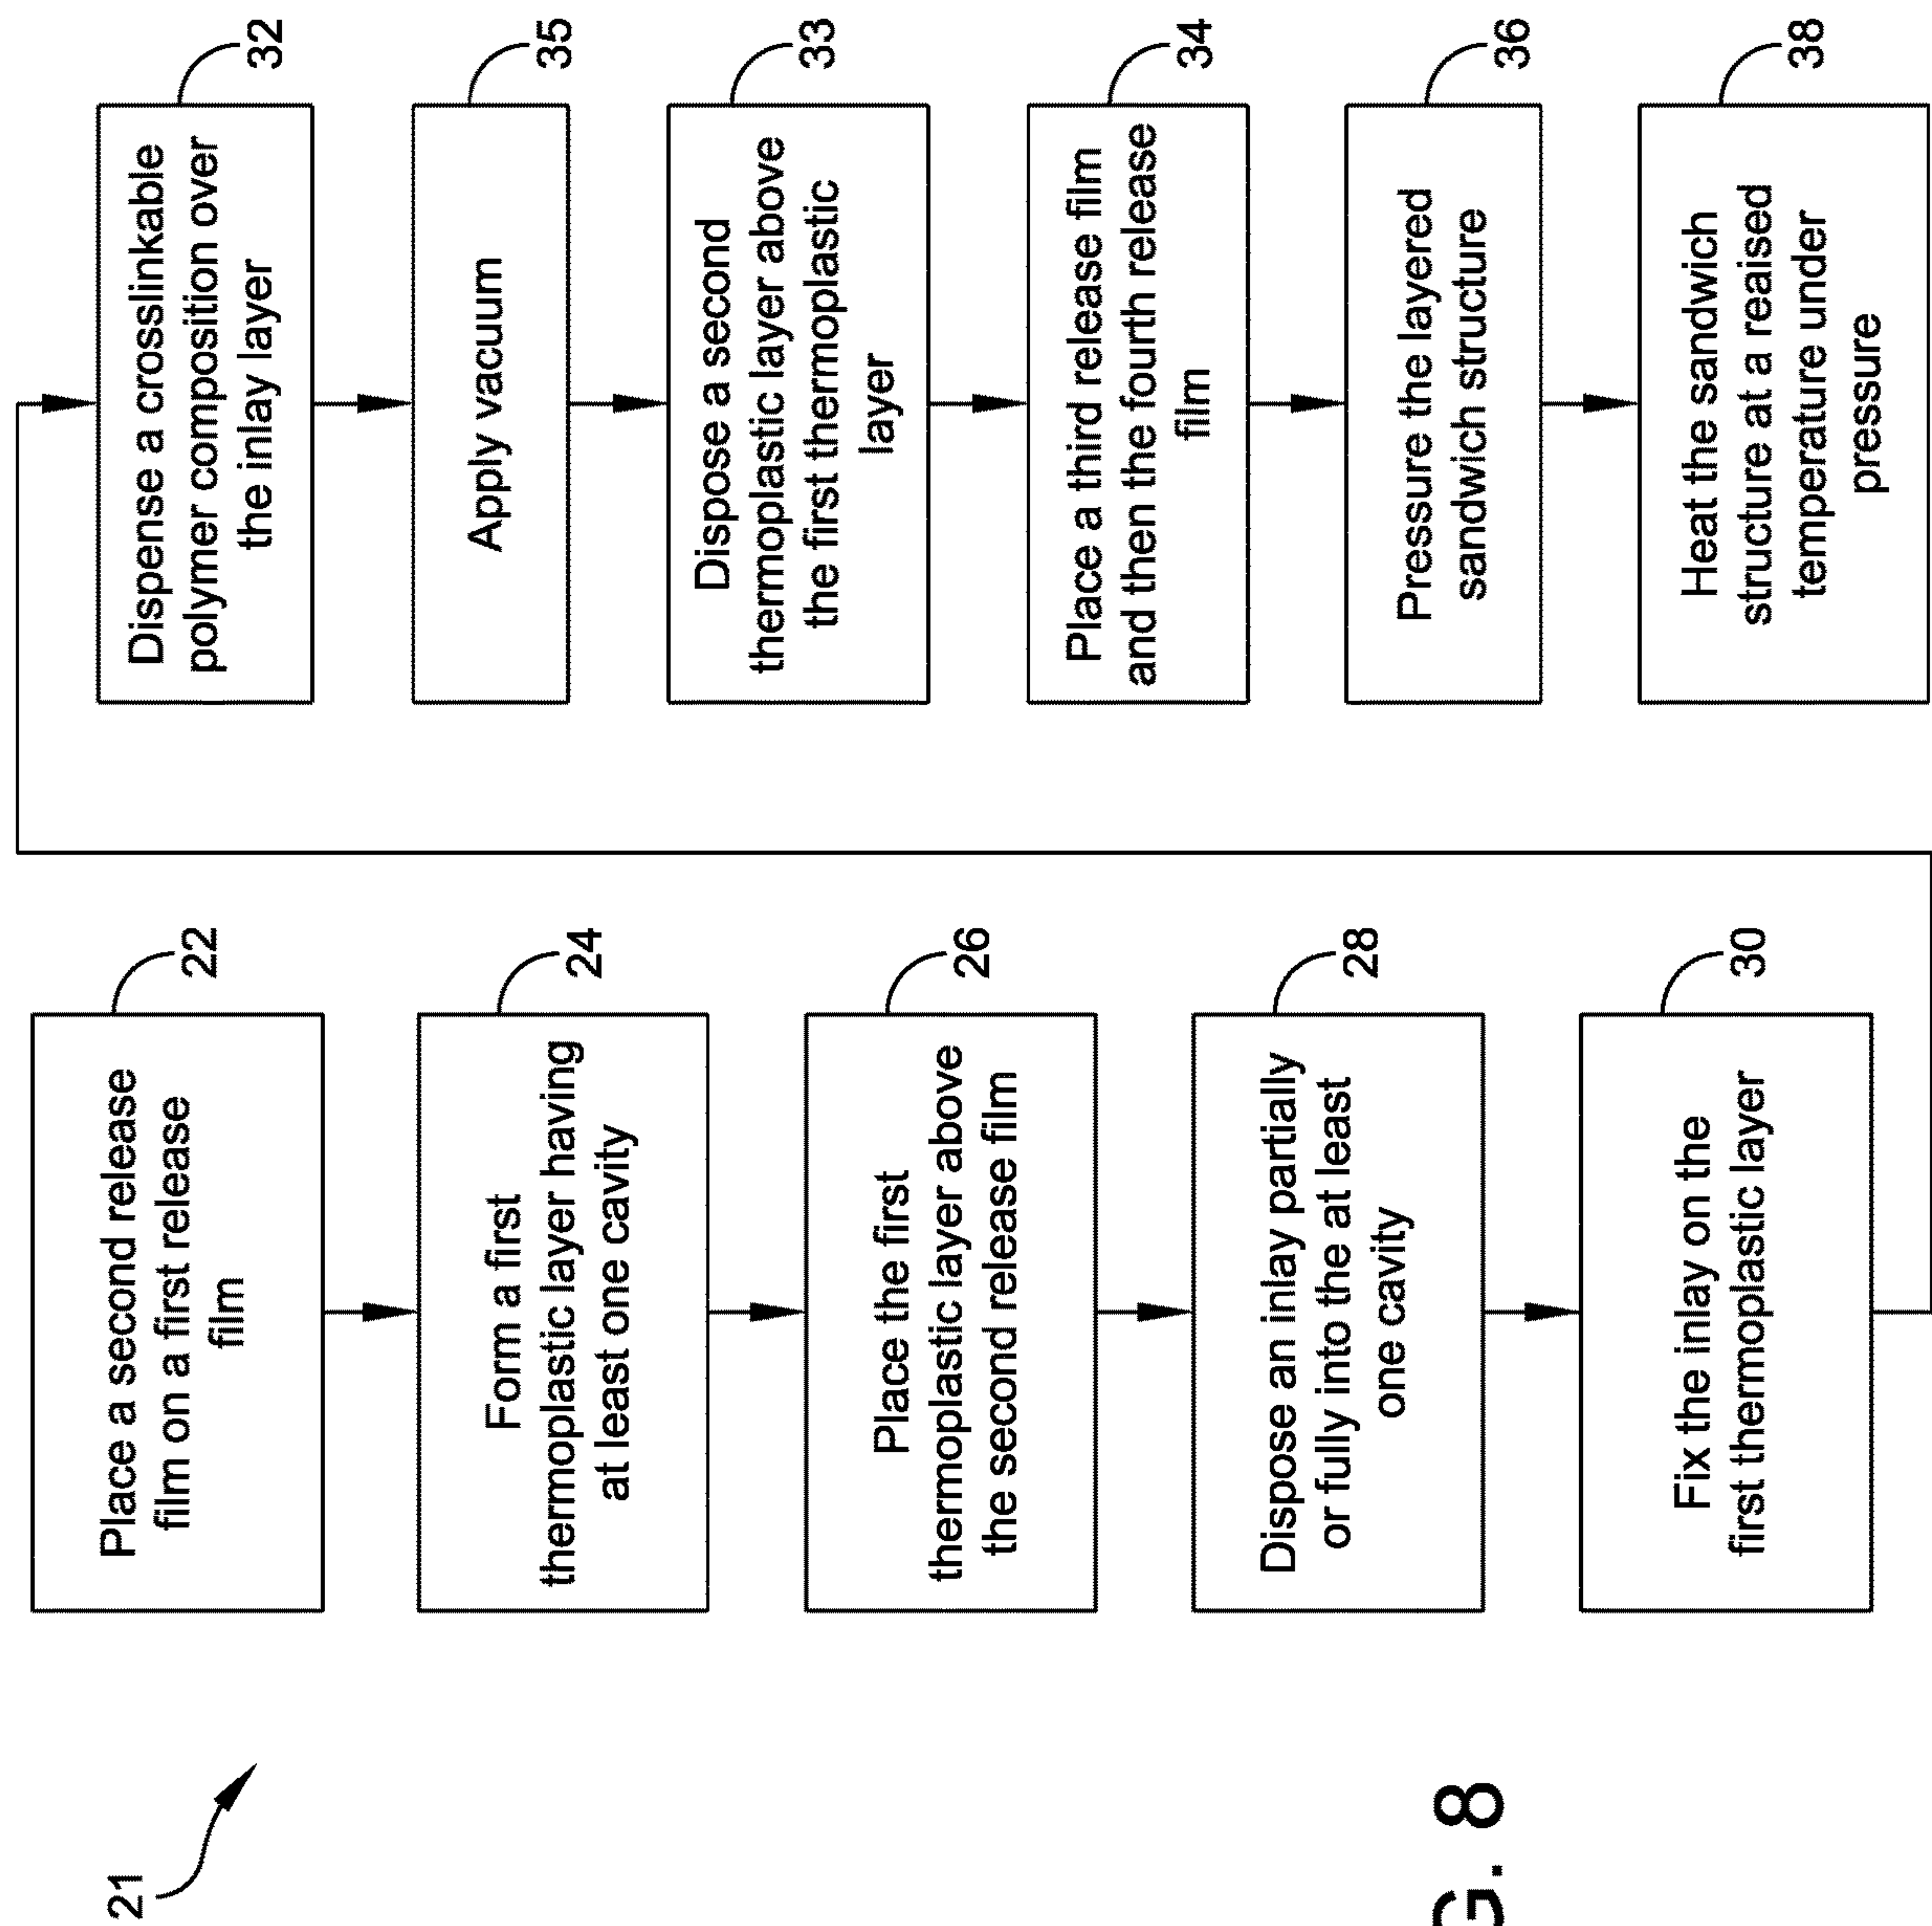 21
Place a second release
film on a first release
film
22
Form a first
thermoplastic layer having
at least one cavity
24
Place the first
thermoplastic layer above
the second release film
26
Dispose an inlay partially
or fully into the at least
one cavity
28
Fix the inlay on the
first thermoplastic layer
30
Dispense a crosslinkable
polymer composition over
the inlay layer
32
Apply vacuum
35
Dispose a second
thermoplastic layer above
the first thermoplastic
layer
33
Place a third release film
and then the fourth release
film
34
Pressure the layered
sandwich structure
36
Heat the sandwich
structure at a reaised
temperature under
pressure
38
G. 8